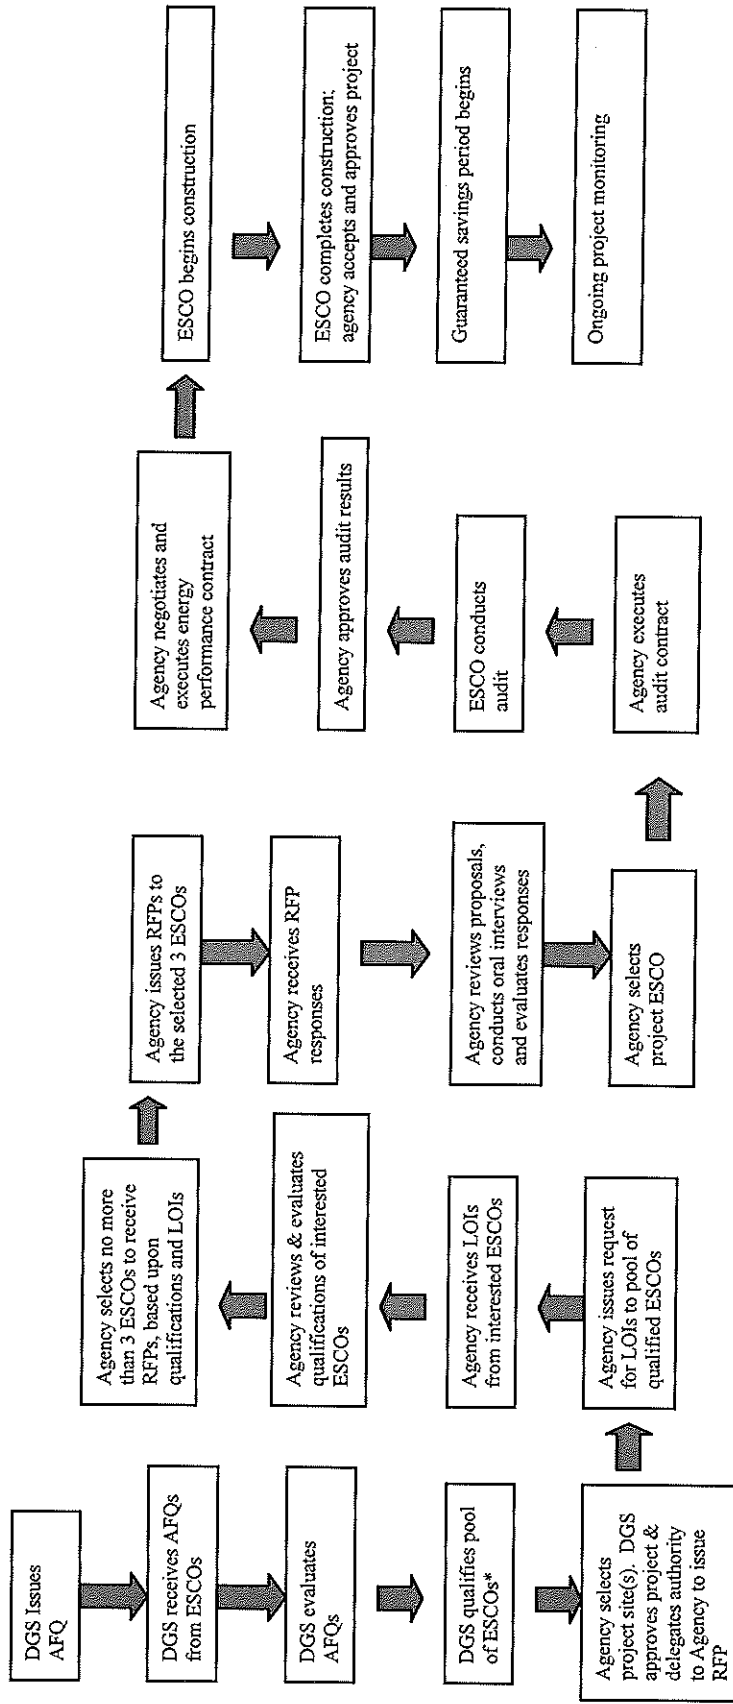 DGS Issues
AFQ
DGS receives AFQs
from ESCOs
DGS evaluates
AFQs
DGS qualifies pool
of ESCOs*
Agency selects
project site(s). DGS
approves project &
delegates authority
to Agency to issue
RFP
Agency issues request
for LOIs to pool of
qualified ESCOs
Agency receives LOIs
from interested ESCOs
Agency reviews & evaluates
qualifications of interested
ESCOs
Agency selects no more
than 3 ESCOs to receive
RFPs, based upon
qualifications and LOIs
Agency issues RFPs to
the selected 3 ESCOs
Agency receives RFP
responses
Agency reviews proposals,
conducts oral interviews
and evaluates responses
Agency selects
project ESCO
Agency executes
audit contract
ESCO conducts
audit
Agency approves audit results
Agency negotiates and
executes energy
performance contract
ESCO begins construction
ESCO completes construction;
agency accepts and approves project
Guaranteed savings period begins
Ongoing project monitoring